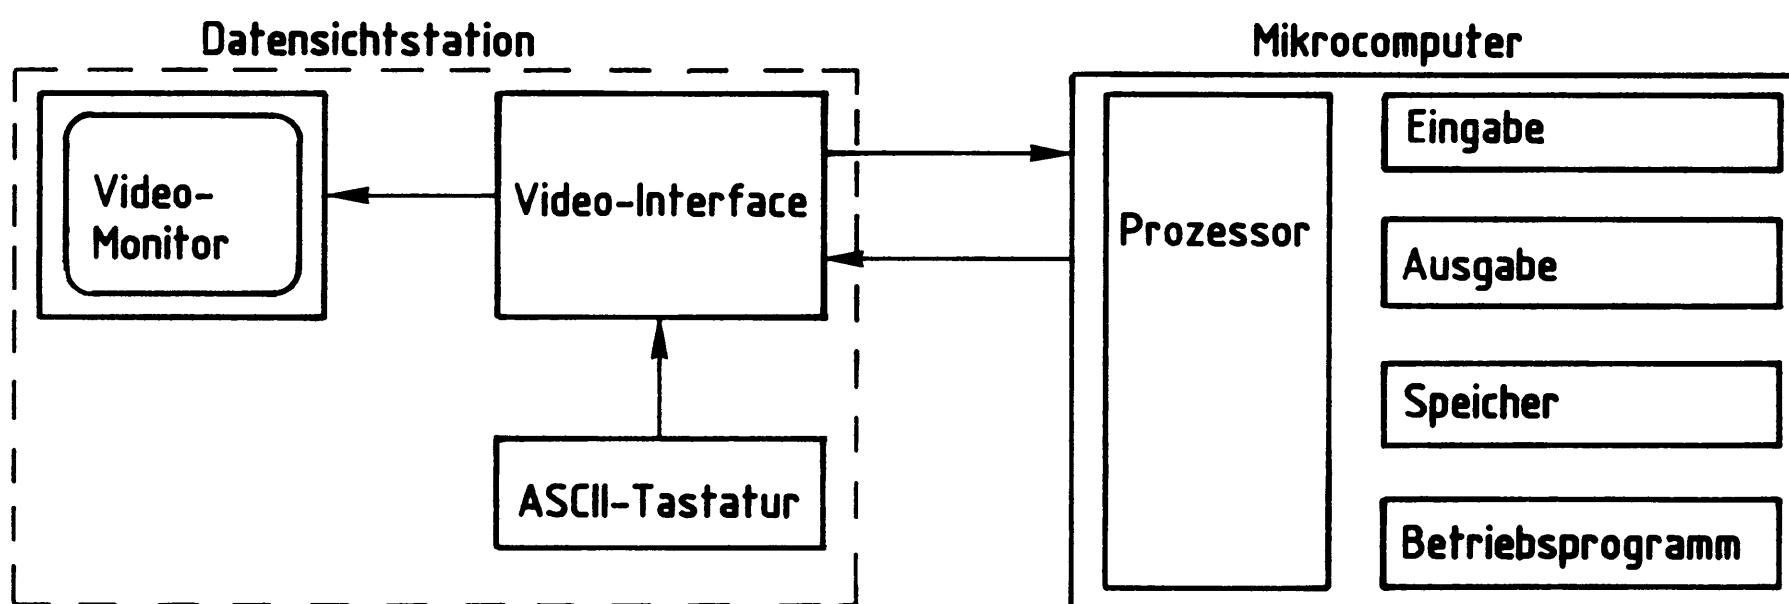 Datensichtstation
Video-
Monitor
Video-Interface
ASCII-Tastatur
Mikrocomputer
Prozessor
Eingabe
Ausgabe
Speicher
Betriebsprogramm